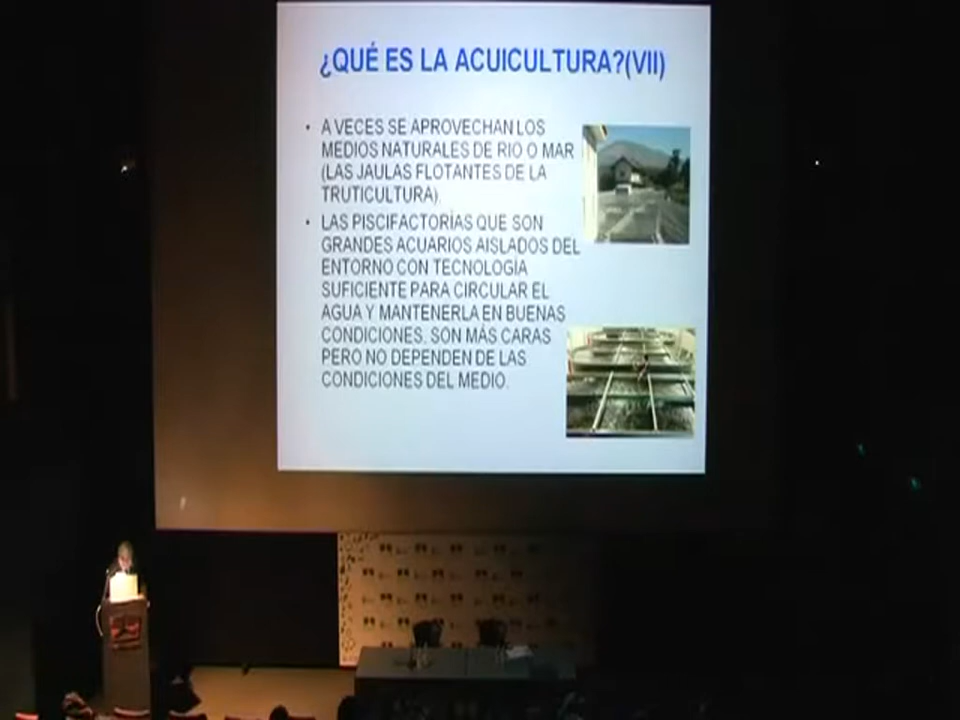 ¿QUÉ ES LA ACUICULTURA?(VII)
• A VECES SE APROVECHAN LOS
MEDIOS NATURALES DE RIO O MAR
(LAS JAULAS FLOTANTES DE LA
TRUTICULTURA).
• LAS PISCIFACTORÍAS QUE SON
GRANDES ACUARIOS AISLADOS DEL
ENTORNO CON TECNOLOGÍA
SUFICIENTE PARA CIRCULAR EL
AGUA Y MANTENERLA EN BUENAS
CONDICIONES. SON MÁS CARAS
PERO NO DEPENDEN DE LAS
CONDICIONES DEL MEDIO.